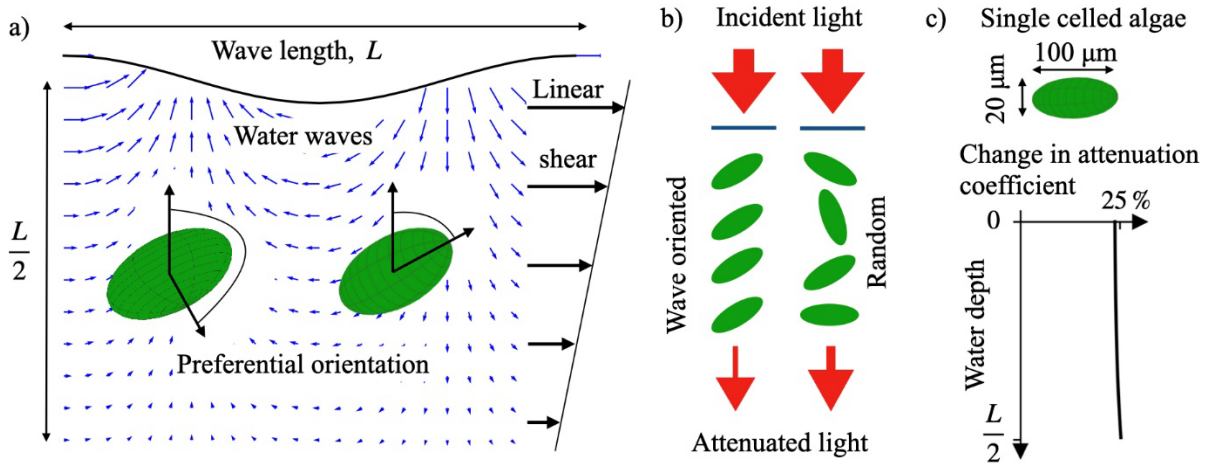 a)
Wave length, L
L
2
Water waves
Linear
shear
Preferential orientation
b)
Incident light
Wave oriented
Random
Attenuated light
c)
Single celled algae
100 μm
20 μm
Change in attenuation
coefficient
25 %
0
Water depth
L
2